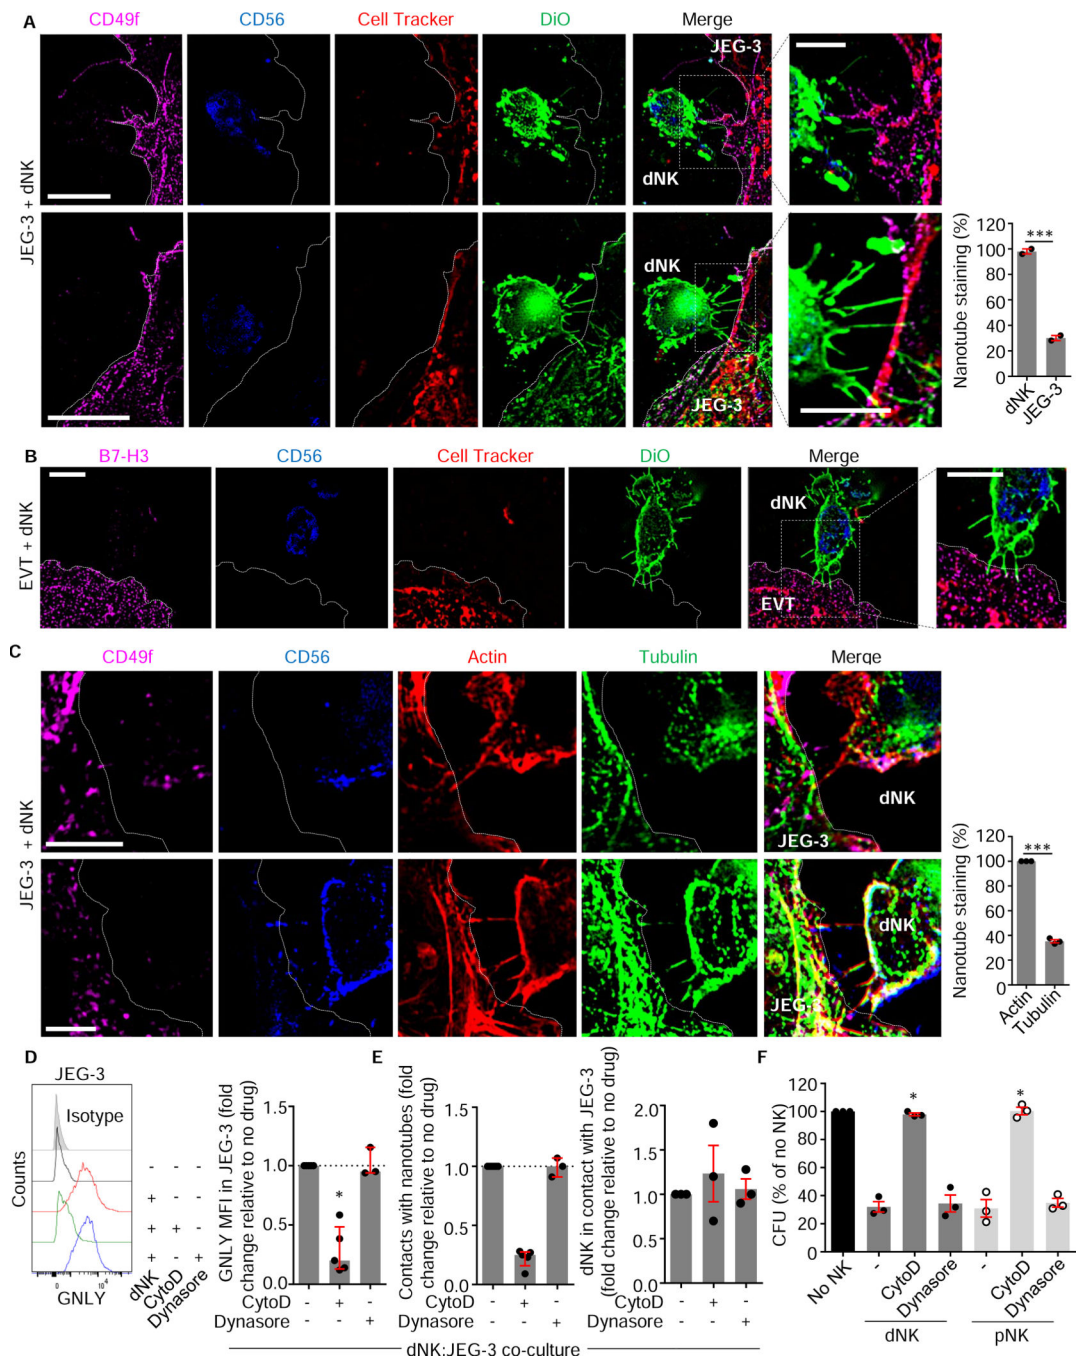 A
CD49f CD56 Cell Tracker DiO Merge
JEG-3 + dNK
JEG-3
dNK
dNK
JEG-3
Nanotube staining (%)
120
100
80
60
40
20
0
***
dNK
JEG-3
B
B7-H3 CD56 Cell Tracker DiO Merge
EVT + dNK
dNK
EVT
C
CD49f CD56 Actin Tubulin Merge
JEG-3 + dNK
dNK
JEG-3
dNK
JEG-3
Nanotube staining (%)
120
100
80
60
40
20
0
***
Actin
Tubulin
D
JEG-3
Isotype
Counts
0 10⁴
GNLY
- - -
+ - -
+ + -
+ - +
dNK
CytoD
Dynasore
GNLY MFI in JEG-3 (fold
change relative to no drug)
1.5
1.0
0.5
0.0
*
CytoD - + -
Dynasore - - +
E
Contacts with nanotubes (fold
change relative to no drug)
1.5
1.0
0.5
0.0
- + -
- - +
dNK in contact with JEG-3
(fold change relative to no drug)
2.0
1.5
1.0
0.5
0.0
CytoD - + -
Dynasore - - +
dNK:JEG-3 co-culture
F
CFU (% of no NK)
120
100
80
60
40
20
0
* *
No NK
-
CytoD
Dynasore
-
CytoD
Dynasore
dNK pNK